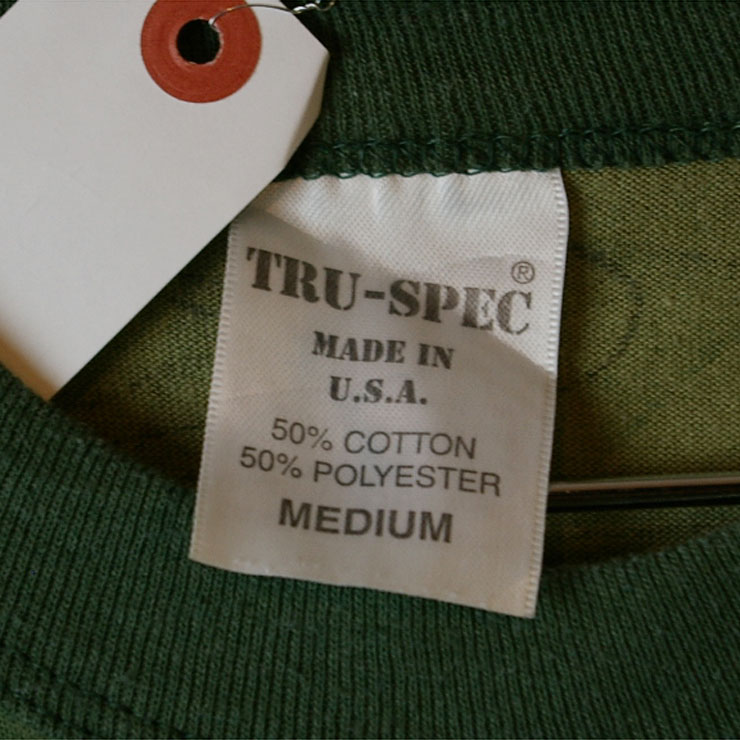 TRU-SPEC®
MADE IN
U.S.A.
50% COTTON
50% POLYESTER
MEDIUM